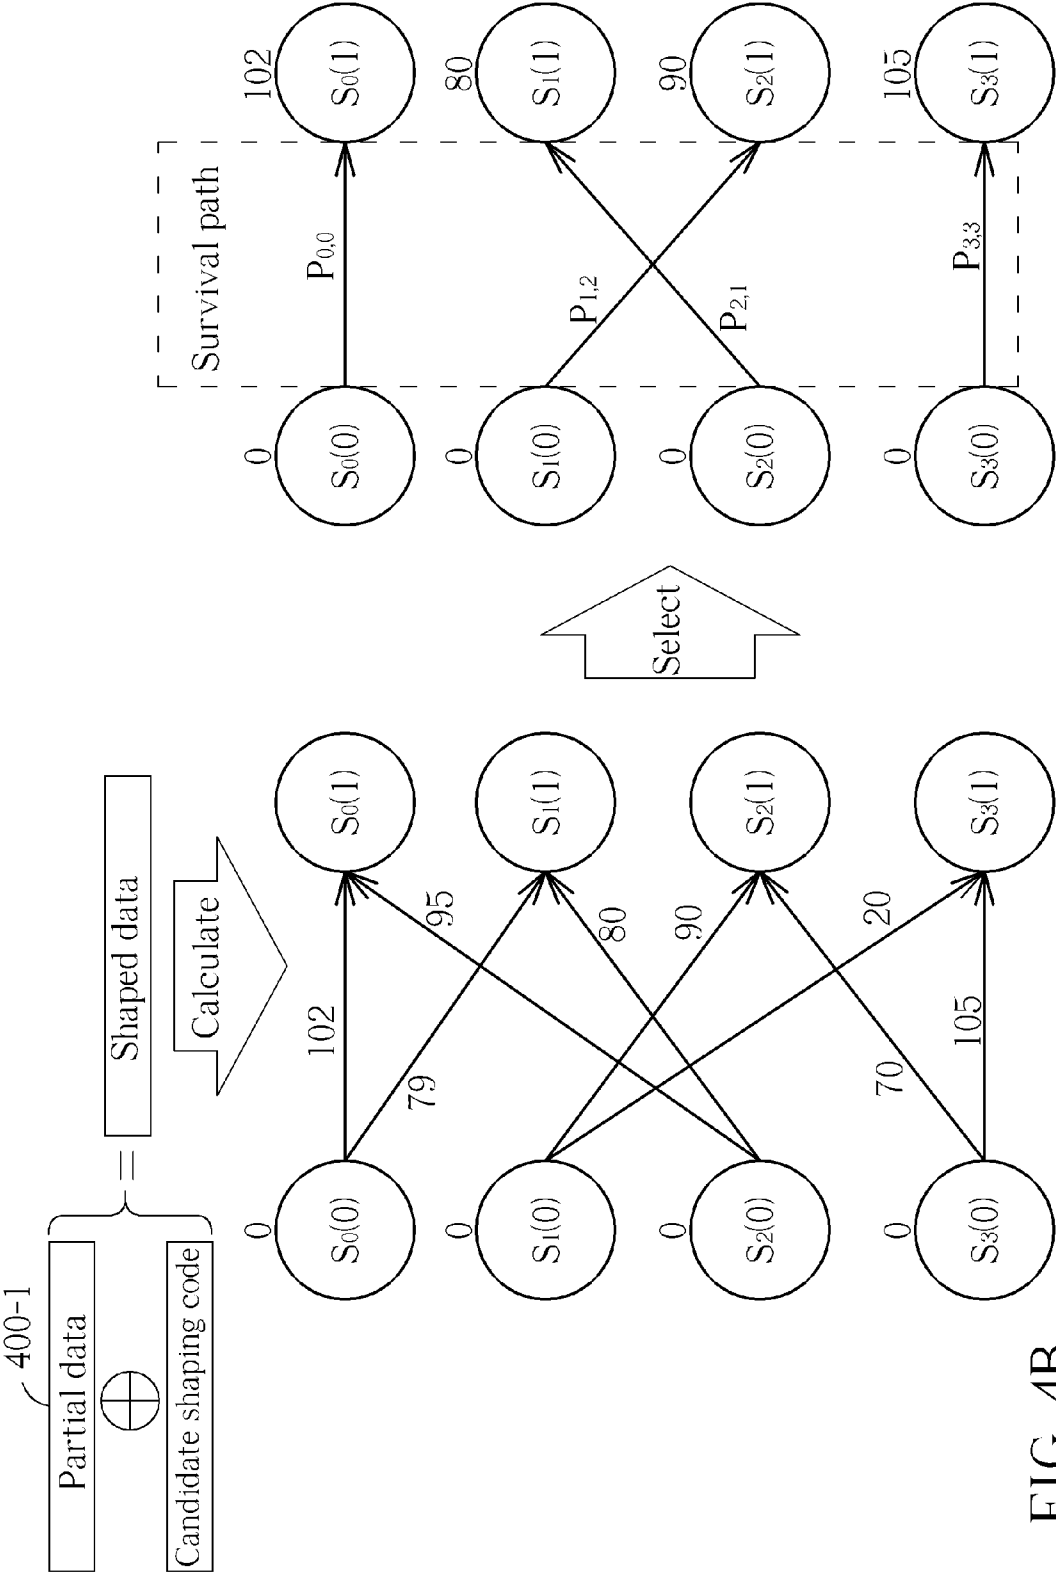 400-1
Partial data
Candidate shaping code
=
Shaped data
Calculate
0
S0(0)
0
S1(0)
0
S2(0)
0
S3(0)
102
79
95
80
90
20
70
105
S0(1)
S1(1)
S2(1)
S3(1)
Select
Survival path
0
S0(0)
0
S1(0)
0
S2(0)
0
S3(0)
P0,0
P1,2
P2,1
P3,3
102
S0(1)
80
S1(1)
90
S2(1)
105
S3(1)
FIG. 4B